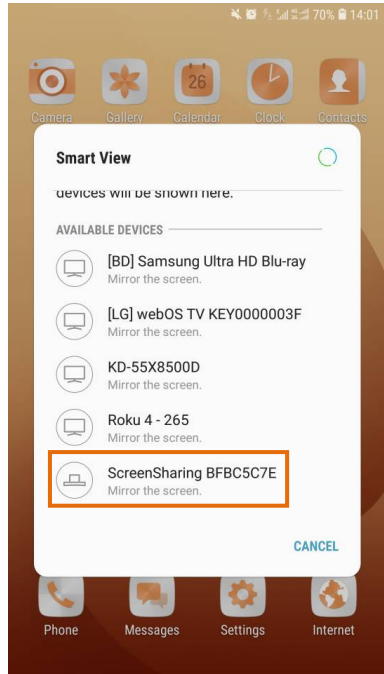 70% 14:01
26
Camera Gallery Calendar Clock Contacts
Smart View
devices will be shown here.
AVAILABLE DEVICES
[BD] Samsung Ultra HD Blu-ray
Mirror the screen.
[LG] webOS TV KEY0000003F
Mirror the screen.
KD-55X8500D
Mirror the screen.
Roku 4 - 265
Mirror the screen.
ScreenSharing BFBC5C7E
Mirror the screen.
CANCEL
Phone Messages Settings Internet